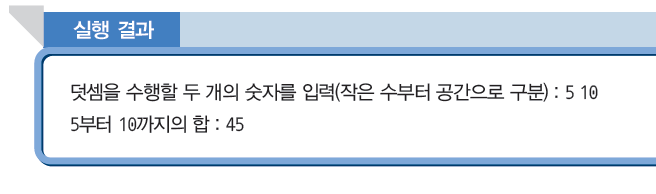 실행 결과
덧셈을 수행할 두 개의 숫자를 입력(작은 수부터 공간으로 구분) : 5 10
5부터 10까지의 합 : 45